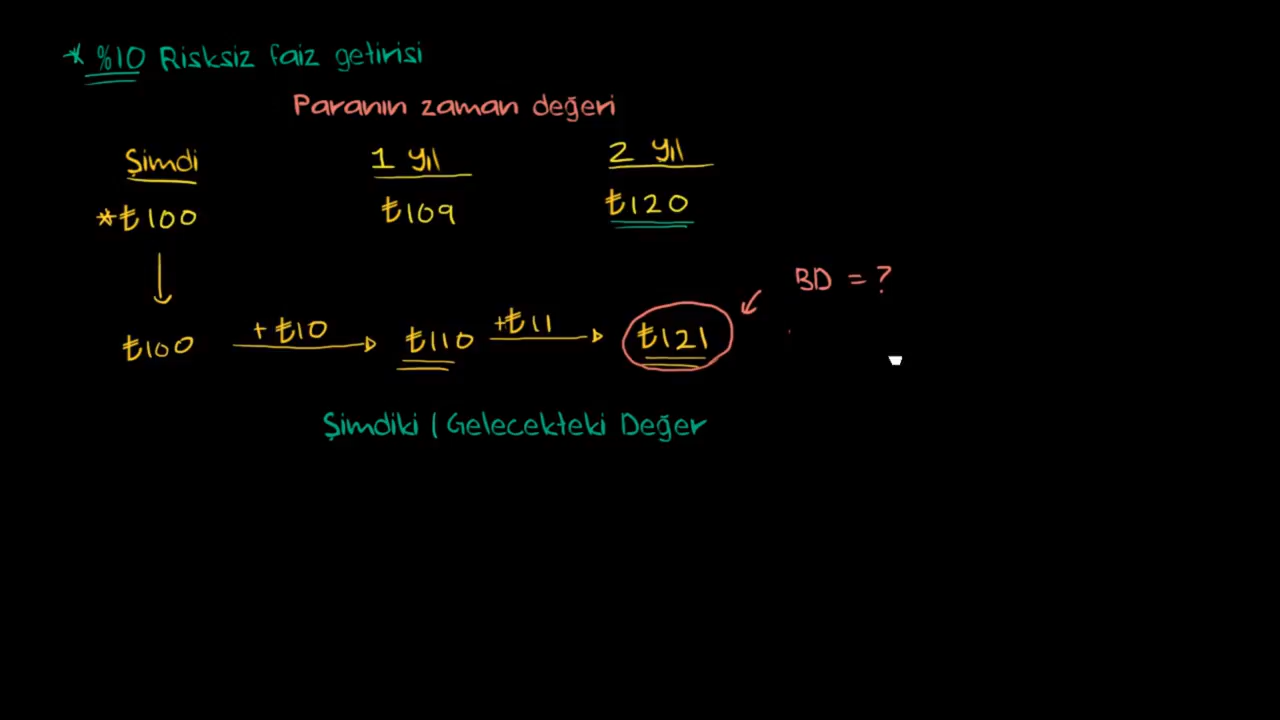 * %10 Risksiz faiz getirisi
Paranın zaman değeri
Şimdi 1 yıl 2 yıl
*₺100 ₺109 ₺120
BD = ?
₺100 +₺10 ₺110 +₺11 ₺121
Şimdiki | Gelecekteki Değer